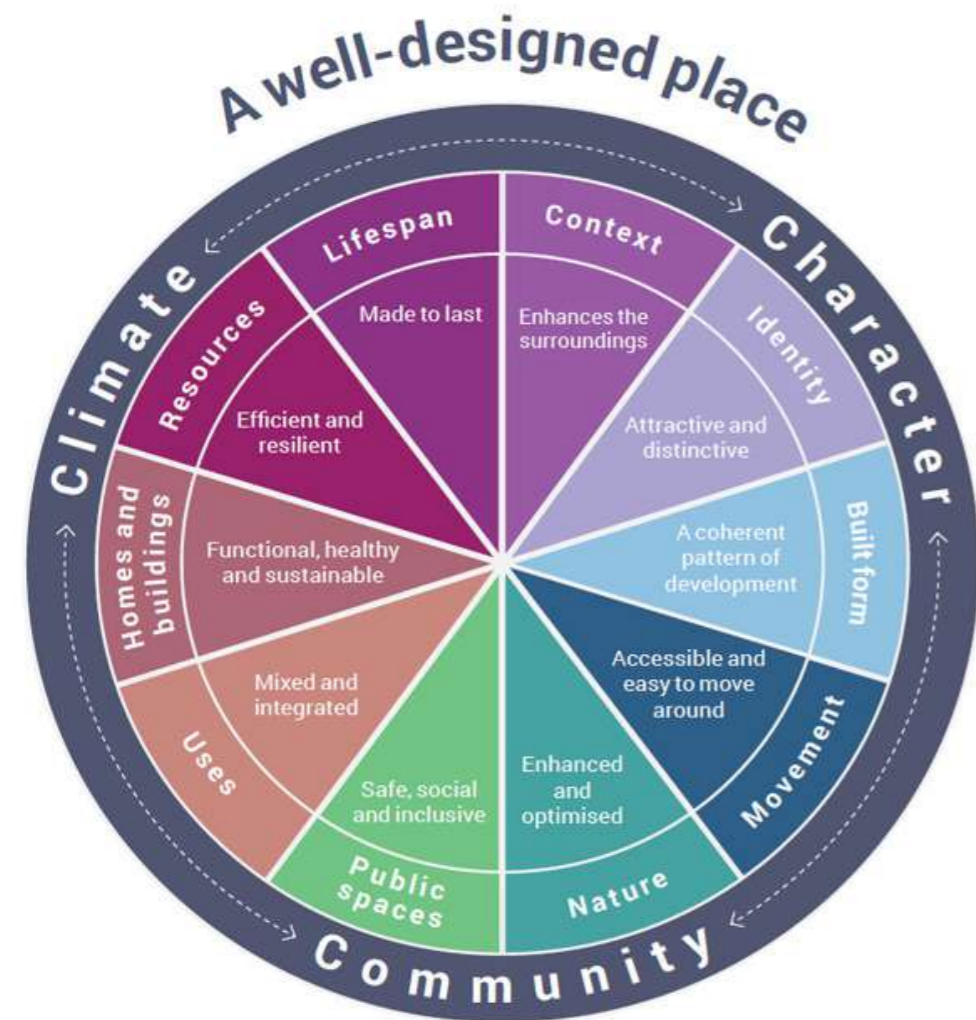 A well-designed place
Climate
Character
Community
Context
Enhances the
surroundings
Identity
Attractive and
distinctive
Built form
A coherent
pattern of
development
Movement
Accessible and
easy to move
around
Nature
Enhanced
and
optimised
Public
spaces
Safe, social
and inclusive
Uses
Mixed and
integrated
Homes and
buildings
Functional, healthy
and sustainable
Resources
Efficient and
resilient
Lifespan
Made to last